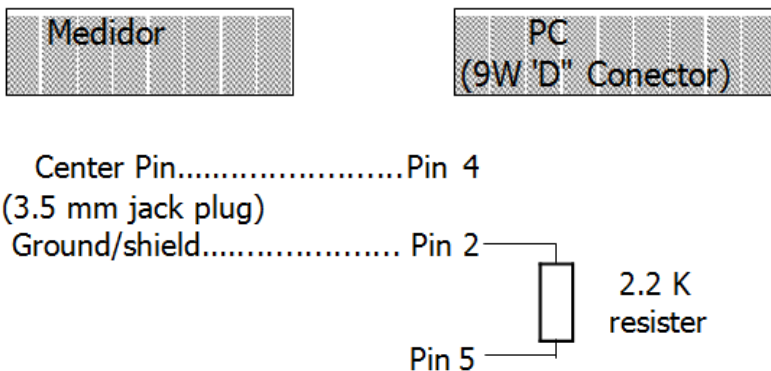 Medidor
PC
(9W 'D" Conector)
Center Pin...........................Pin 4
(3.5 mm jack plug)
Ground/shield....................... Pin 2
2.2 K
resister
Pin 5